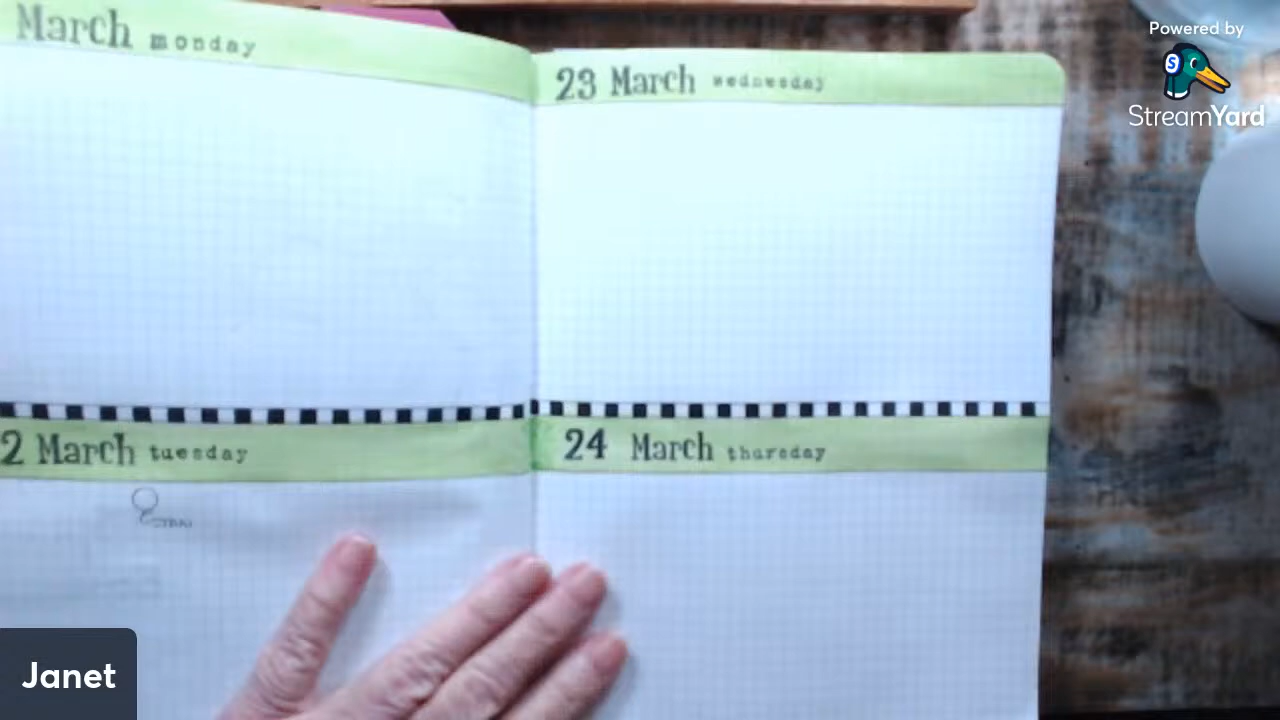 March monday
2 March tuesday
23 March wednesday
24 March thursday
Powered by
StreamYard
Janet